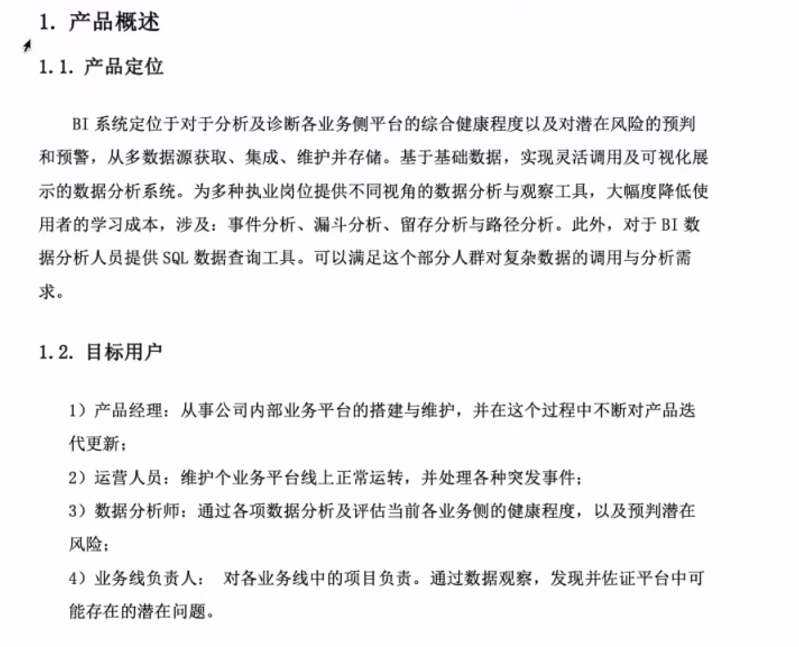 1. 产品概述
1.1. 产品定位
BI 系统定位于对于分析及诊断各业务侧平台的综合健康程度以及对潜在风险的预判
和预警，从多数据源获取、集成、维护并存储。基于基础数据，实现灵活调用及可视化展
示的数据分析系统。为多种执业岗位提供不同视角的数据分析与观察工具，大幅度降低使
用者的学习成本，涉及：事件分析、漏斗分析、留存分析与路径分析。此外，对于 BI 数
据分析人员提供 SQL 数据查询工具。可以满足这个部分人群对复杂数据的调用与分析需
求。
1.2. 目标用户
1）产品经理：从事公司内部业务平台的搭建与维护，并在这个过程中不断对产品迭
代更新；
2）运营人员：维护个业务平台线上正常运转，并处理各种突发事件；
3）数据分析师：通过各项数据分析及评估当前各业务侧的健康程度，以及预判潜在
风险；
4）业务线负责人： 对各业务线中的项目负责。通过数据观察，发现并佐证平台中可
能存在的潜在问题。